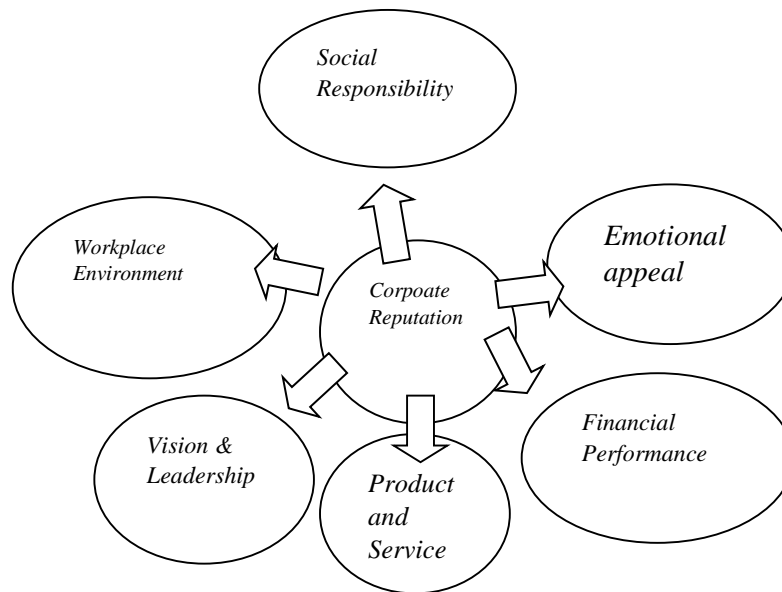 Social
Responsibility
Workplace
Environment
Emotional
appeal
Corpoate
Reputation
Vision &
Leadership
Product
and
Service
Financial
Performance